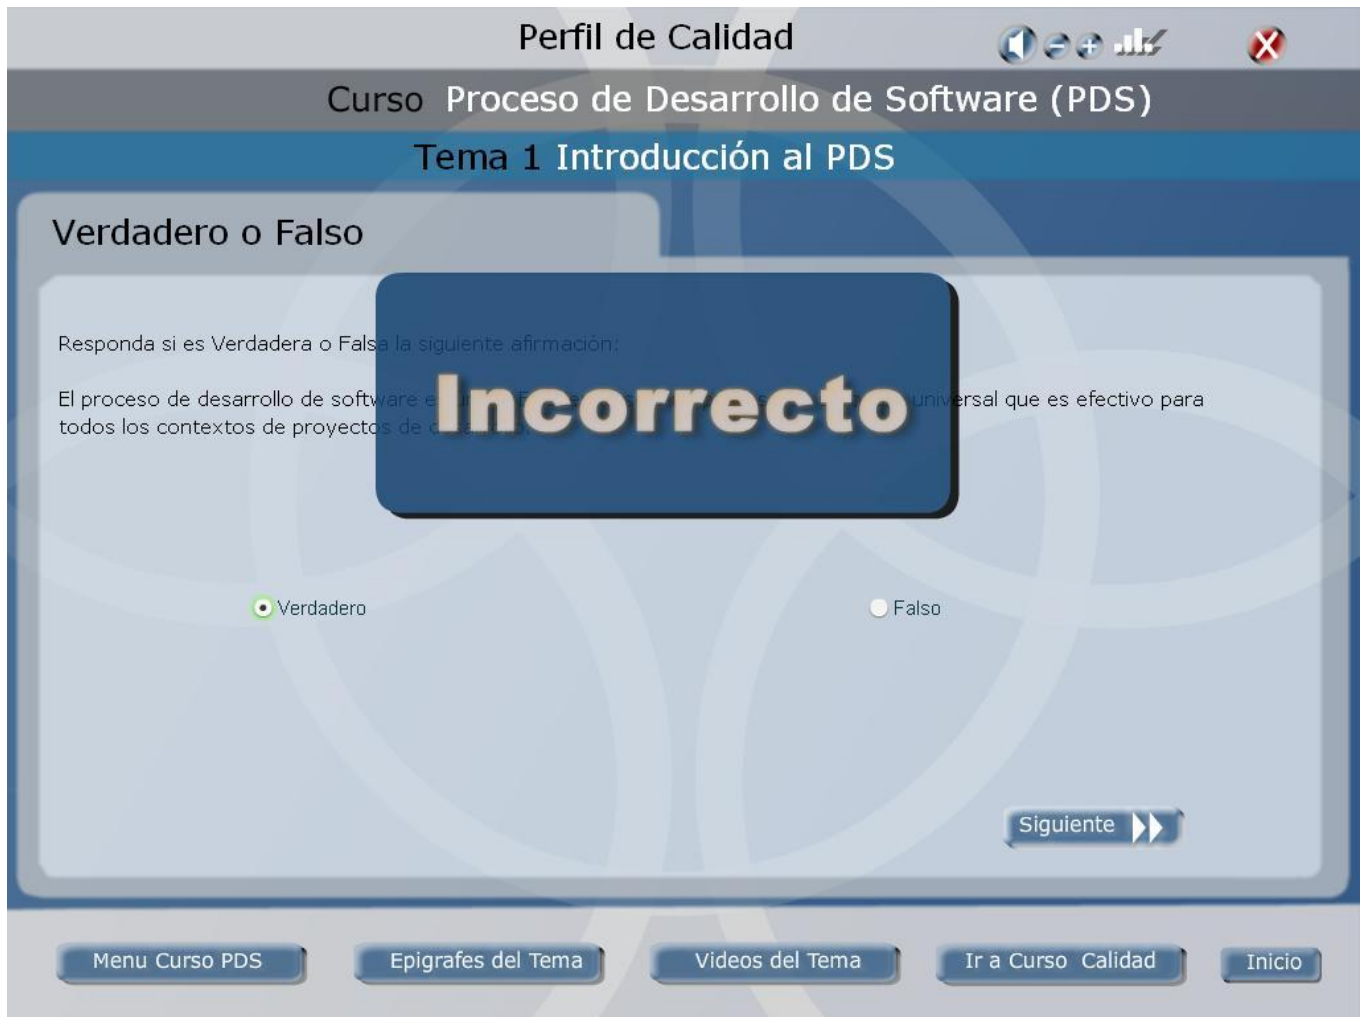 Perfil de Calidad
Curso Proceso de Desarrollo de Software (PDS)
Tema 1 Introducción al PDS
Verdadero o Falso
Responda si es Verdadera o Falsa la siguiente afirmación:
El proceso de desarrollo de software universal que es efectivo para
todos los contextos de proyectos de
Incorrecto
Verdadero
Falso
Siguiente
Menu Curso PDS
Epigrafes del Tema
Videos del Tema
Ir a Curso Calidad
Inicio